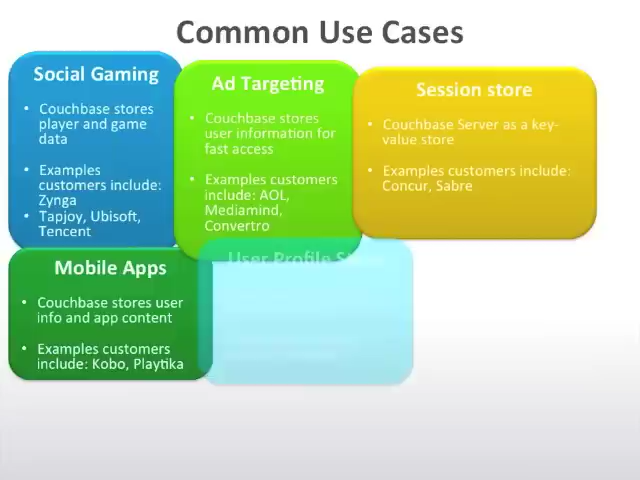 Common Use Cases
Social Gaming
• Couchbase stores
player and game
data
• Examples
customers include:
Zynga
• Tapjoy, Ubisoft,
Tencent
Ad Targeting
• Couchbase stores
user information for
fast access
• Examples customers
include: AOL,
Mediamind,
Convertro
Session store
• Couchbase Server as a key-
value store
• Examples customers include:
Concur, Sabre
Mobile Apps
• Couchbase stores user
info and app content
• Examples customers
include: Kobo, Playtika
User Profile